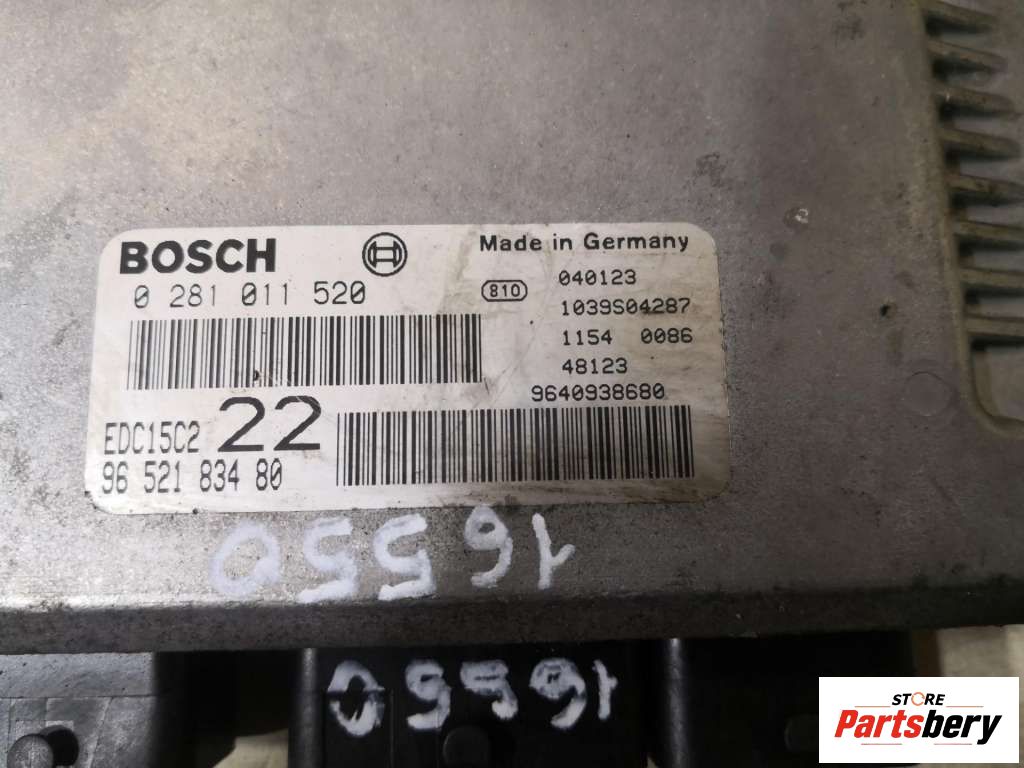 BOSCH
Made in Germany
0 281 011 520
810
040123
1039S04287
1154 0086
48123
9640938680
EDC15C2 22
96 521 834 80
16550
16550
STORE
Partsbery